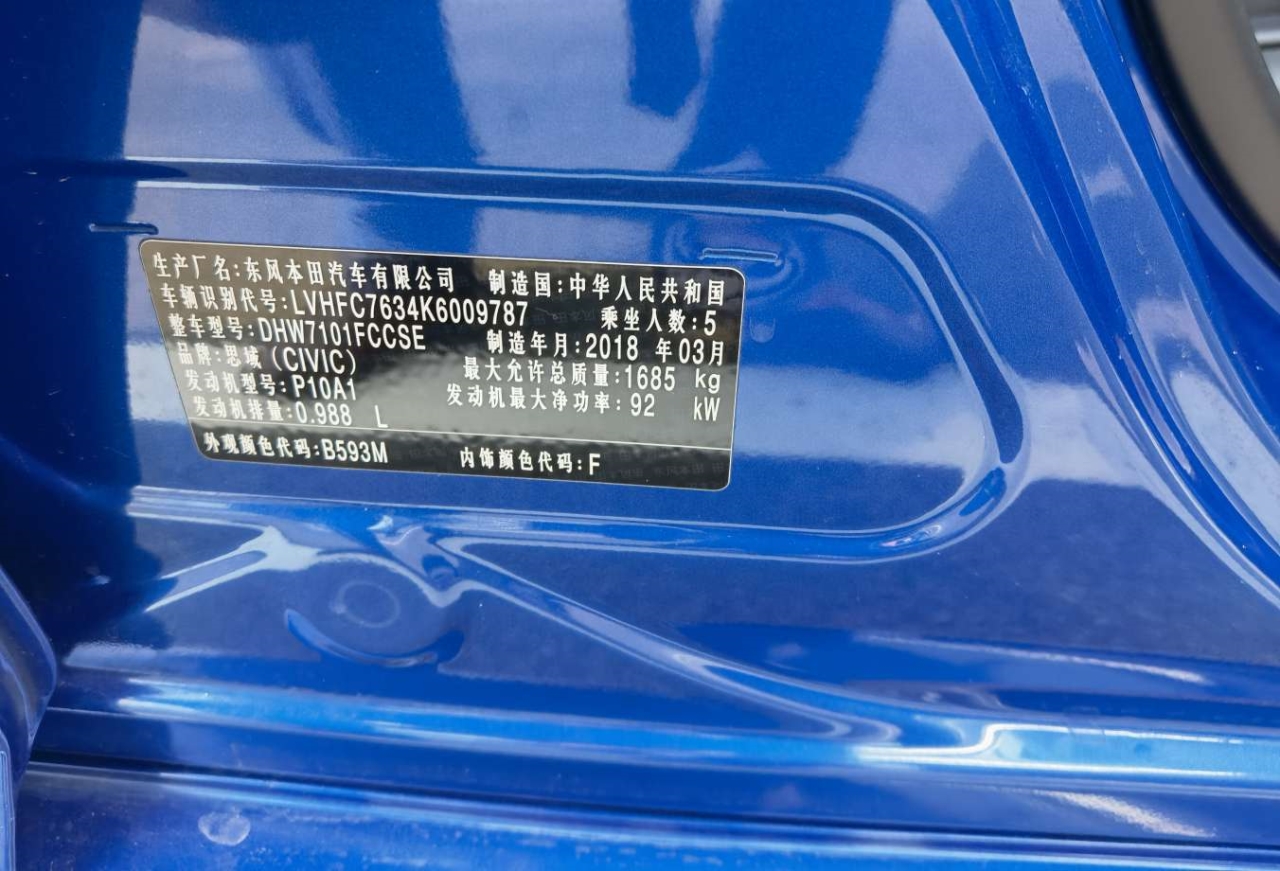 生产厂名:东风本田汽车有限公司 制造国:中华人民共和国
车辆识别代号:LVHFC7634K6009787 乘坐人数:5
整车型号:DHW7101FCCSE 制造年月:2018 年03月
品牌:思域(CIVIC) 最大允许总质量:1685 kg
发动机型号:P10A1 发动机最大净功率:92 kW
发动机排量:0.988 L
外观颜色代码:B593M 内饰颜色代码:F